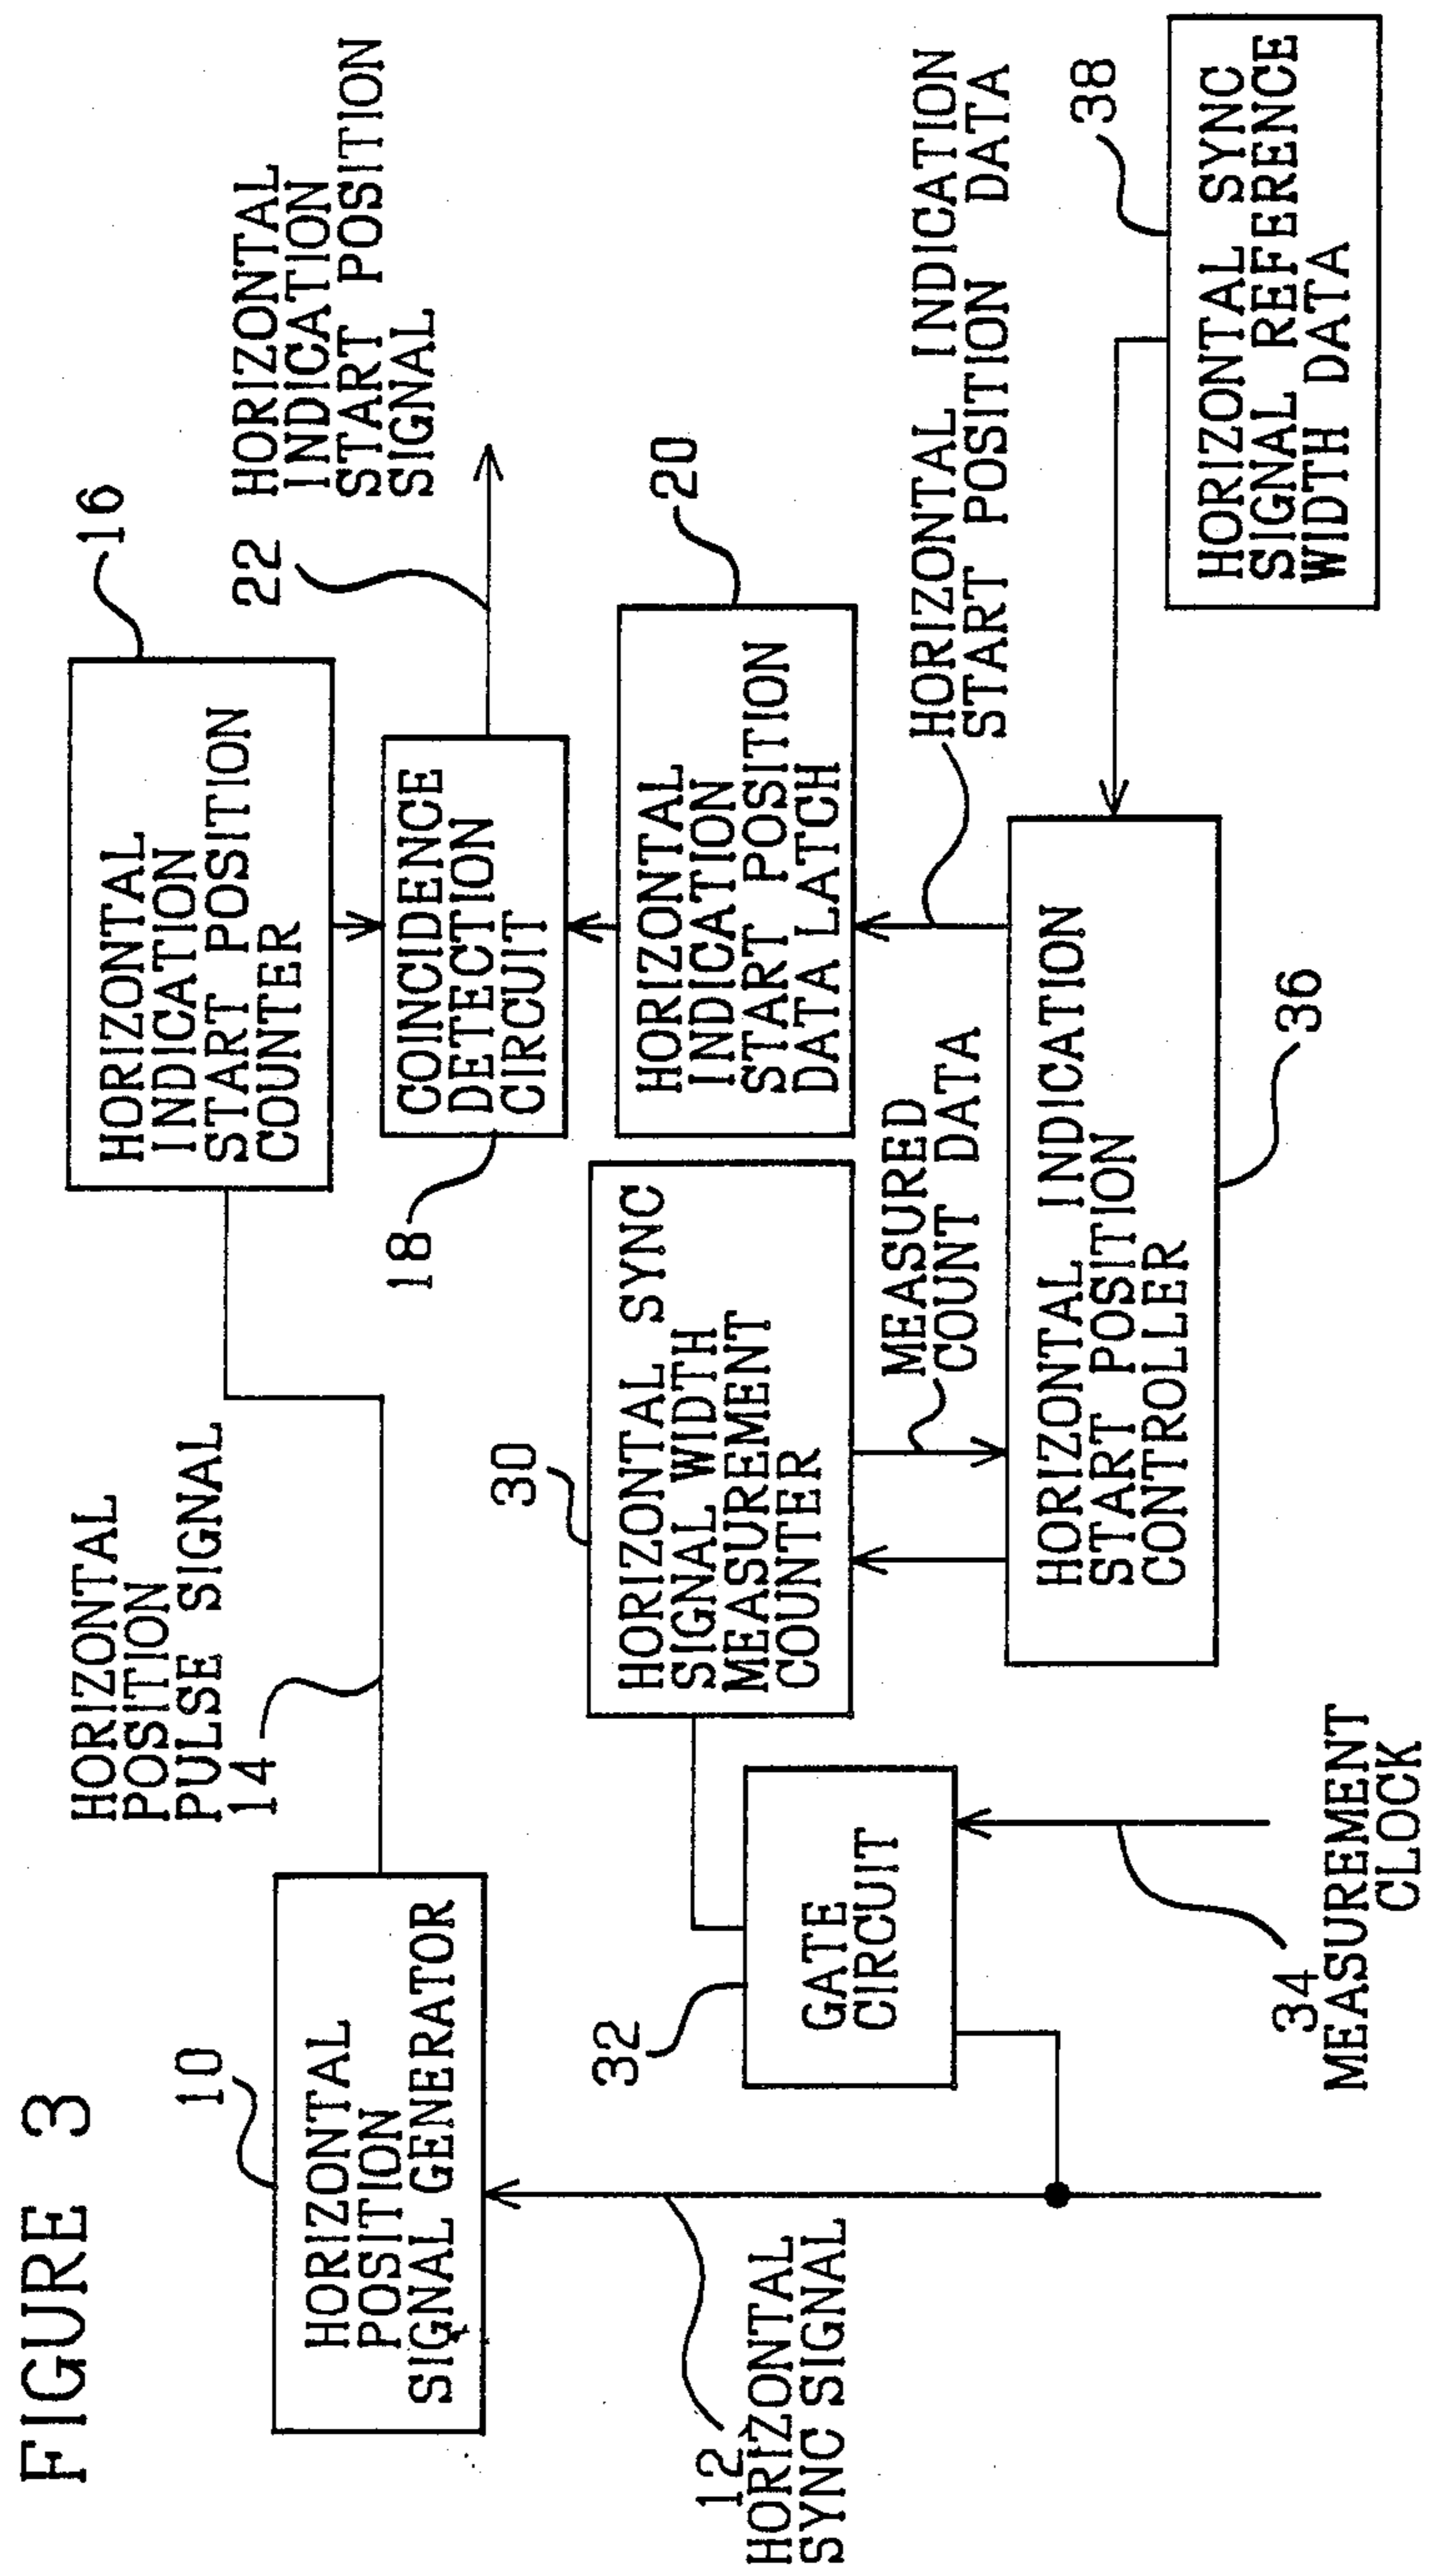 FIGURE 3
HORIZONTAL
POSITION
PULSE SIGNAL
14
16
HORIZONTAL
INDICATION
START POSITION
COUNTER
10
HORIZONTAL
POSITION
SIGNAL GENERATOR
22
HORIZONTAL
INDICATION
START POSITION
SIGNAL
18
COINCIDENCE
DETECTION
CIRCUIT
20
HORIZONTAL
INDICATION
START POSITION
DATA LATCH
30
HORIZONTAL SYNC
SIGNAL WIDTH
MEASUREMENT
COUNTER
32
GATE
CIRCUIT
12
HORIZONTAL
SYNC SIGNAL
MEASURED
COUNT DATA
HORIZONTAL INDICATION
START POSITION DATA
HORIZONTAL INDICATION
START POSITION
CONTROLLER
36
38
HORIZONTAL SYNC
SIGNAL REFERENCE
WIDTH DATA
34
MEASUREMENT
CLOCK